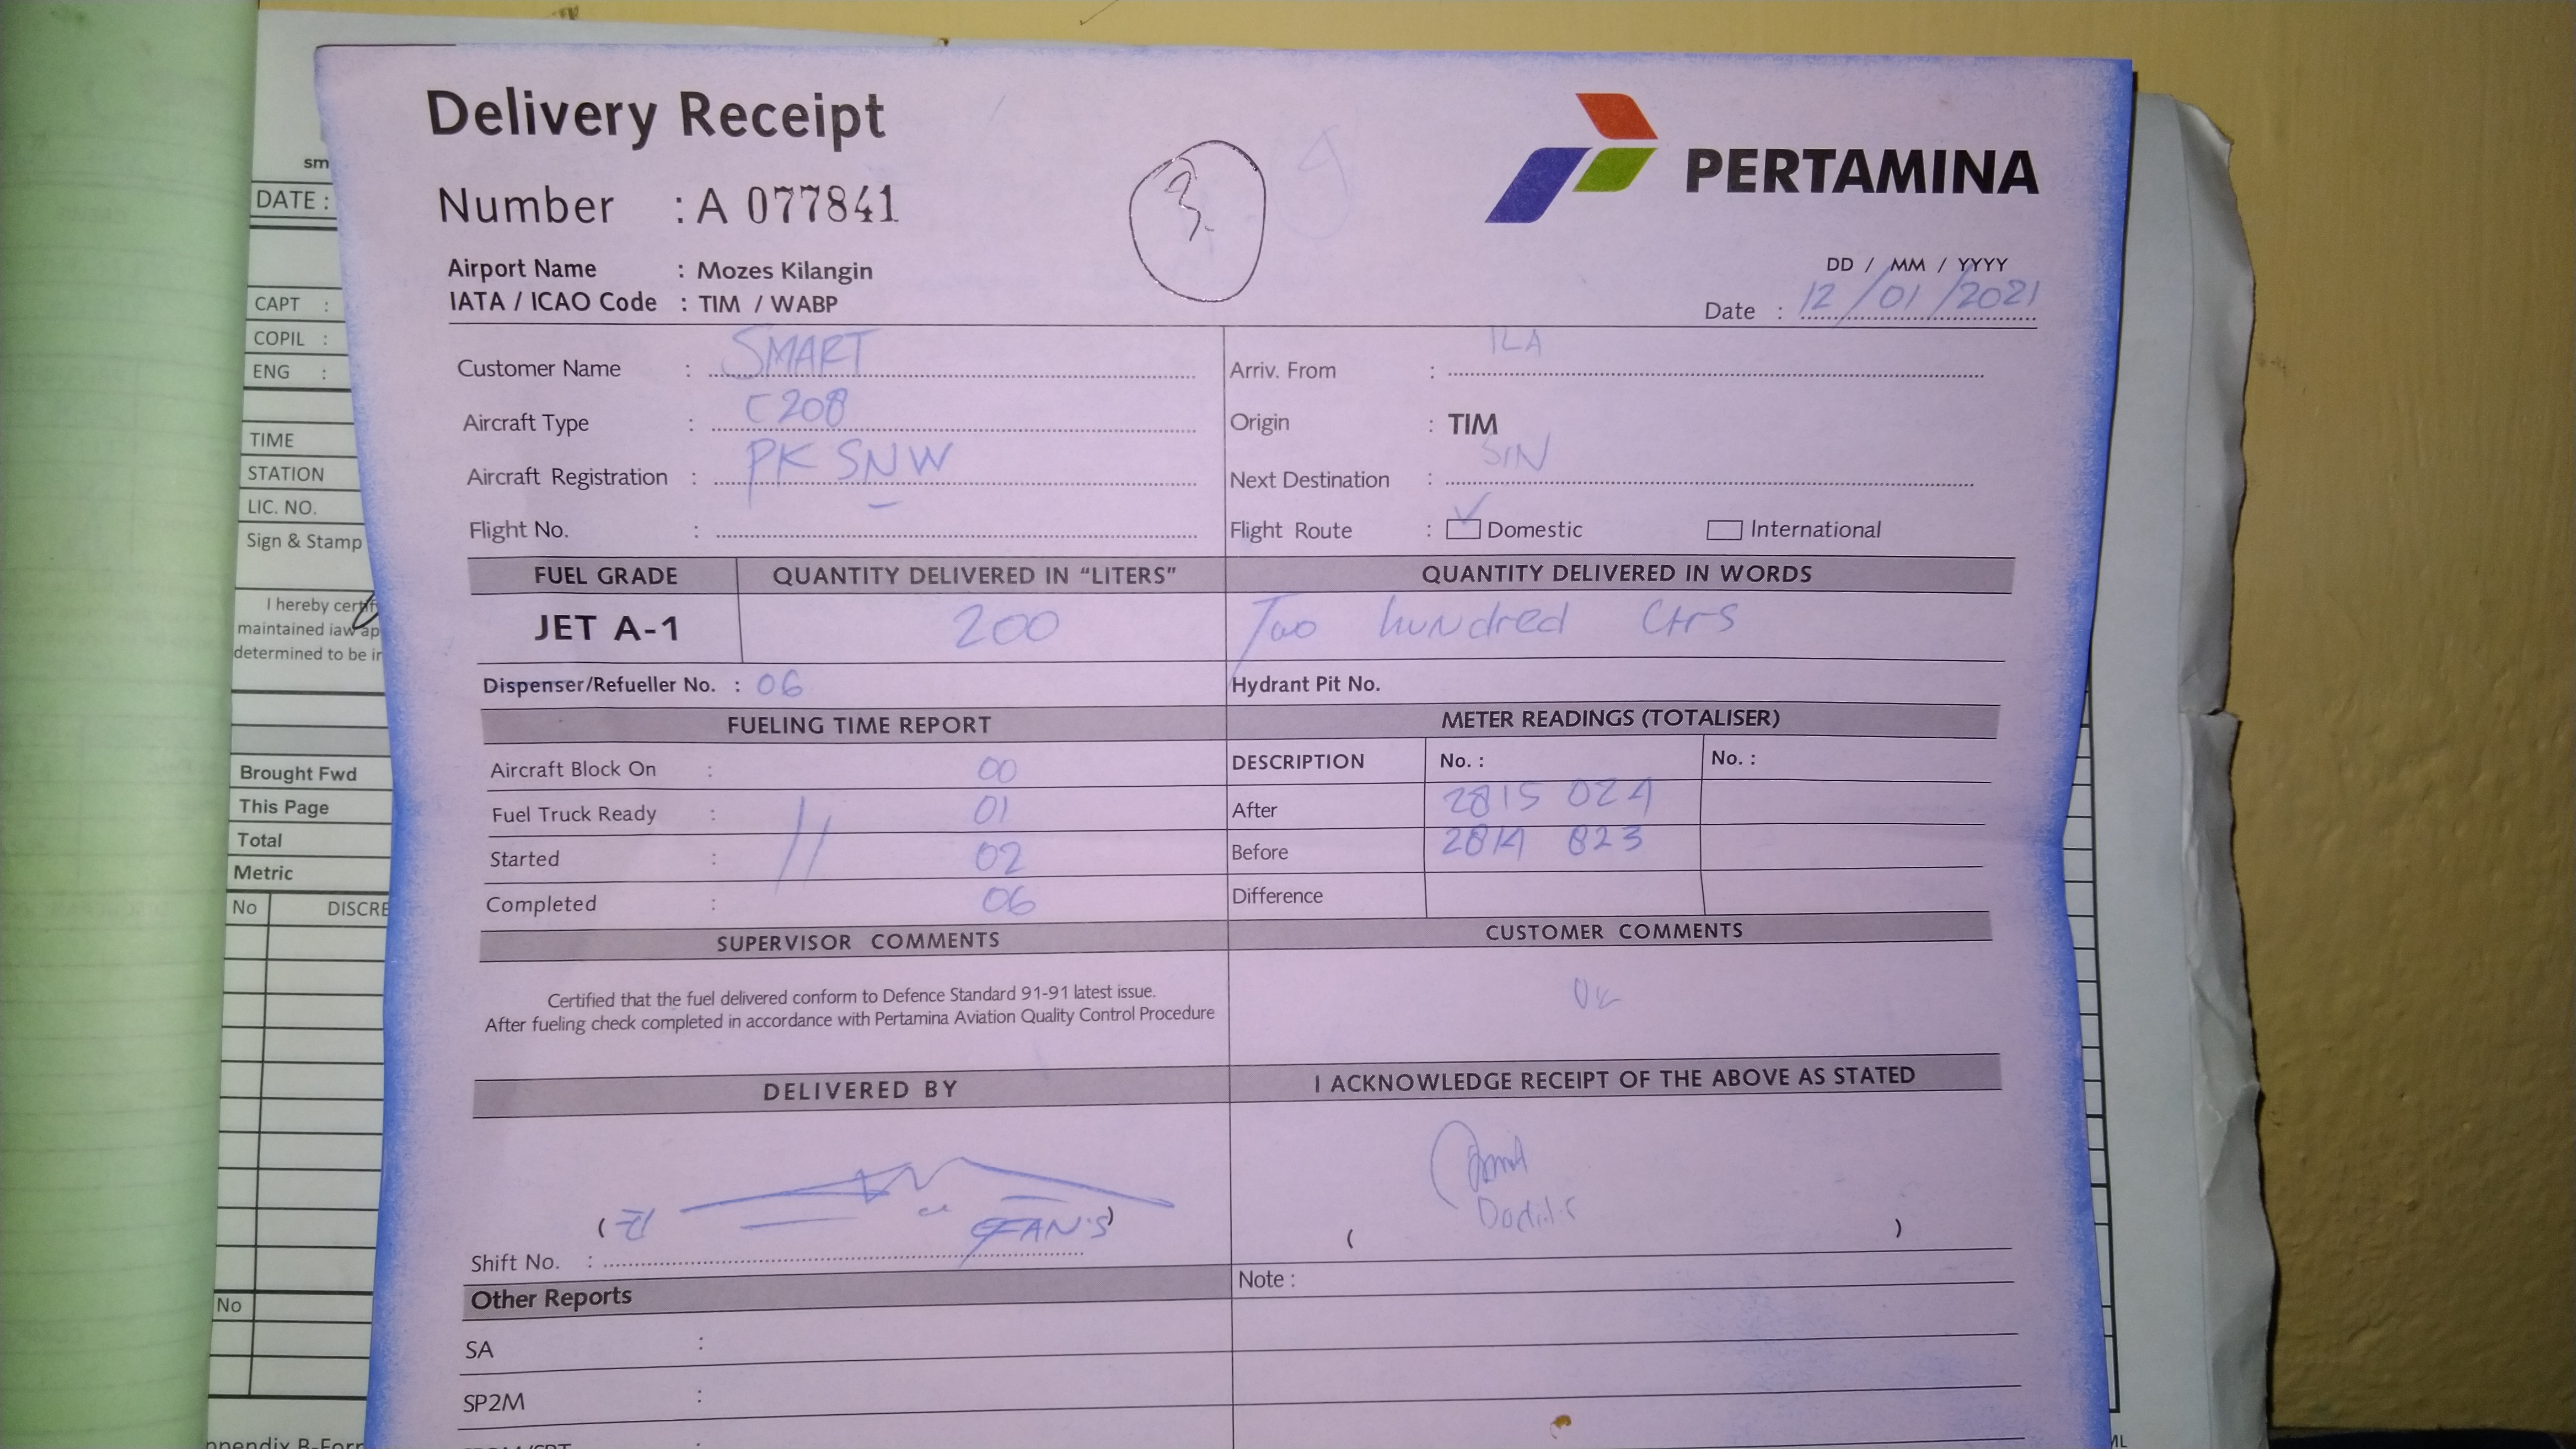 Delivery Receipt
PERTAMINA
3.
Number : A 077841
Airport Name : Mozes Kilangin
IATA / ICAO Code : TIM / WABP
DD / MM / YYYY
Date : 12/01/2021
Customer Name : SMART
Arriv. From : ILA
Aircraft Type : C208
Origin : TIM
Aircraft Registration : PK SNW
Next Destination : SIN
Flight No. :
Flight Route : Domestic International
FUEL GRADE QUANTITY DELIVERED IN “LITERS” QUANTITY DELIVERED IN WORDS
JET A-1 200 Two hundred Ltrs
Dispenser/Refueller No. : 06
Hydrant Pit No.
FUELING TIME REPORT
METER READINGS (TOTALISER)
DESCRIPTION No. : No. :
Aircraft Block On : 00
Fuel Truck Ready : 01
Started : 02
Completed : 06
After 2815 024
Before 2814 823
Difference
SUPERVISOR COMMENTS
CUSTOMER COMMENTS
Certified that the fuel delivered conform to Defence Standard 91-91 latest issue.
After fueling check completed in accordance with Pertamina Aviation Quality Control Procedure
OK
DELIVERED BY
I ACKNOWLEDGE RECEIPT OF THE ABOVE AS STATED
Shift No. :
Note :
Other Reports
SA :
SP2M :
DATE :
CAPT :
COPIL :
ENG :
TIME
STATION
LIC. NO.
Sign & Stamp
I hereby
maintained iaw
determined to be
Brought Fwd
This Page
Total
Metric
No
No